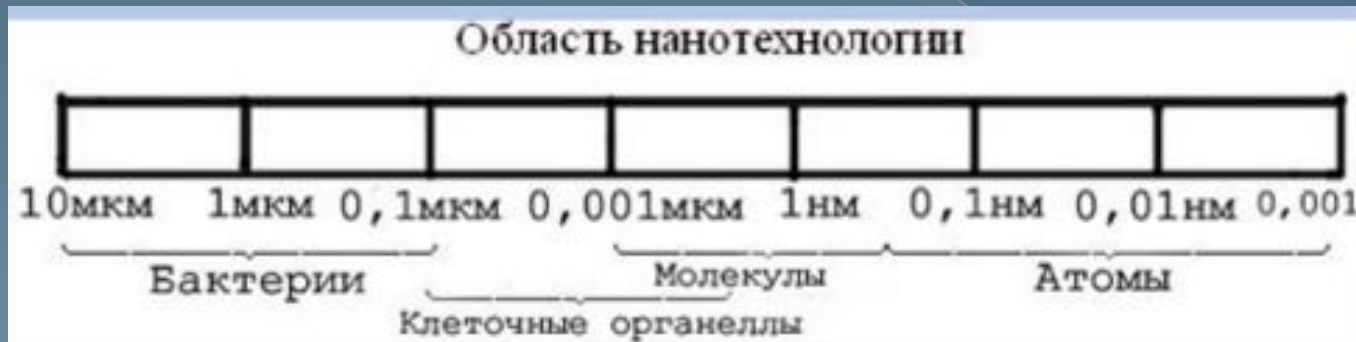 Область нанотехнологии
10мкм 1мкм 0,1мкм 0,001мкм 1нм 0,1нм 0,01нм 0,001
Бактерии Молекулы Атомы
Клеточные органеллы